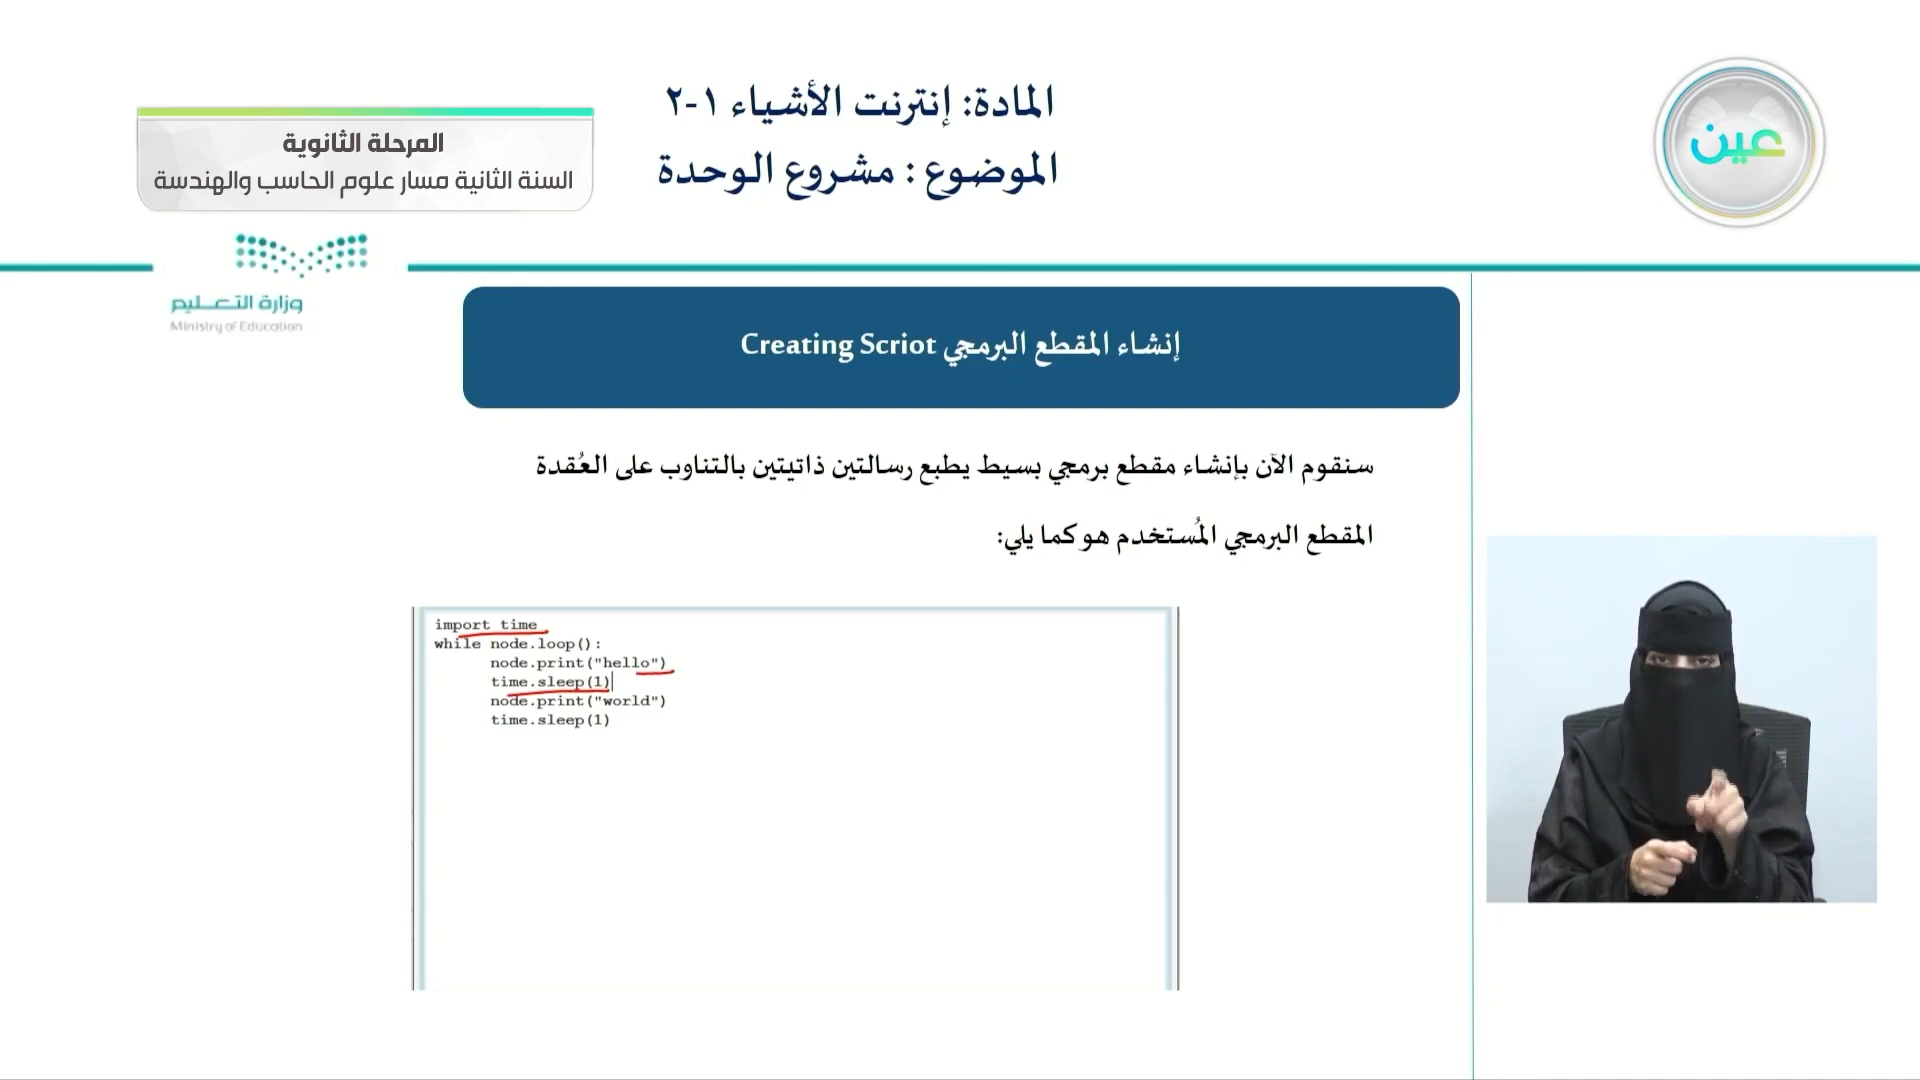 المادة: إنترنت الأشياء ١-٢
الموضوع : مشروع الوحدة
عين
المرحلة الثانوية
السنة الثانية مسار علوم الحاسب والهندسة
وزارة التعليم
Ministry of Education
إنشاء المقطع البرمجي Creating Scriot
سنقوم الآن بإنشاء مقطع برمجي بسيط يطبع رسالتين ذاتيتين بالتناوب على العُقدة
المقطع البرمجي المُستخدم هو كما يلي:
import time
while node.loop():
node.print("hello")
time.sleep(1)
node.print("world")
time.sleep(1)